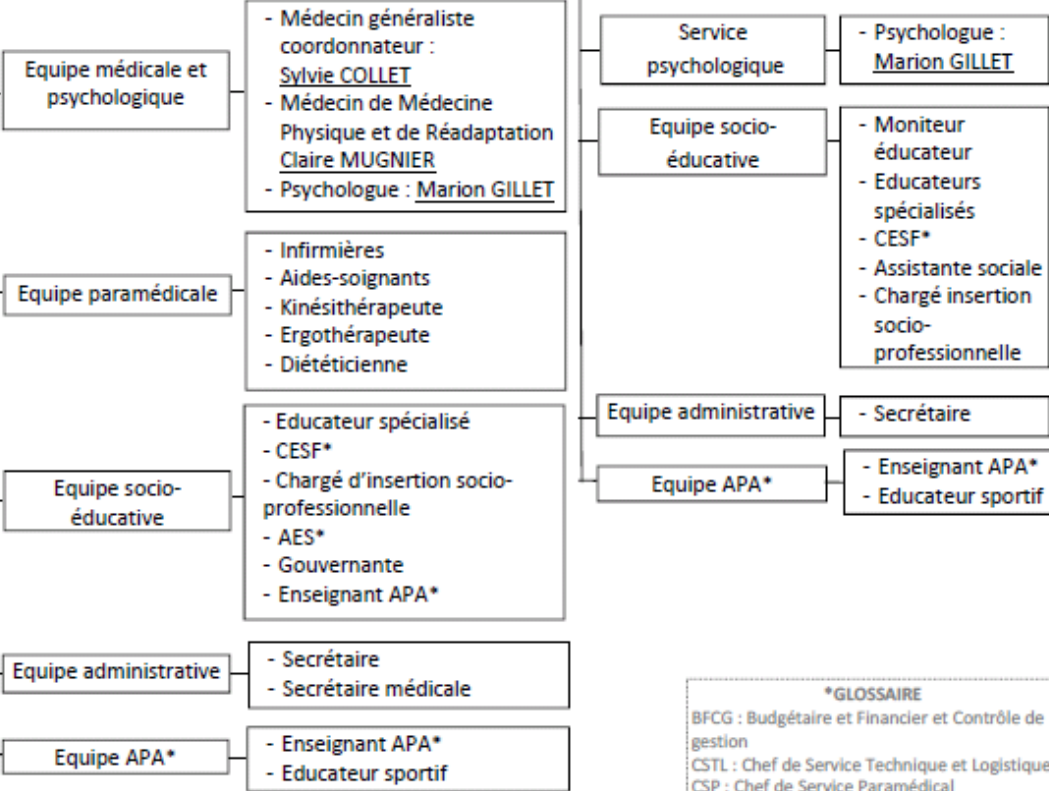 Equipe médicale et
psychologique
- Médecin généraliste
coordonnateur :
Sylvie COLLET
- Médecin de Médecine
Physique et de Réadaptation
Claire MUGNIER
- Psychologue : Marion GILLET
Equipe paramédicale
- Infirmières
- Aides-soignants
- Kinésithérapeute
- Ergothérapeute
- Diététicienne
Equipe socio-
éducative
- Educateur spécialisé
- CESF*
- Chargé d'insertion socio-
professionnelle
- AES*
- Gouvernante
- Enseignant APA*
Equipe administrative
- Secrétaire
- Secrétaire médicale
Equipe APA*
- Enseignant APA*
- Educateur sportif
Service
psychologique
- Psychologue :
Marion GILLET
Equipe socio-
éducative
- Moniteur
éducateur
- Educateurs
spécialisés
- CESF*
- Assistante sociale
- Chargé insertion
socio-
professionnelle
Equipe administrative
- Secrétaire
Equipe APA*
- Enseignant APA*
- Educateur sportif
*GLOSSAIRE
BFCG : Budgétaire et Financier et Contrôle de
gestion
CSTL : Chef de Service Technique et Logistique
CSP : Chef de Service Paramédical